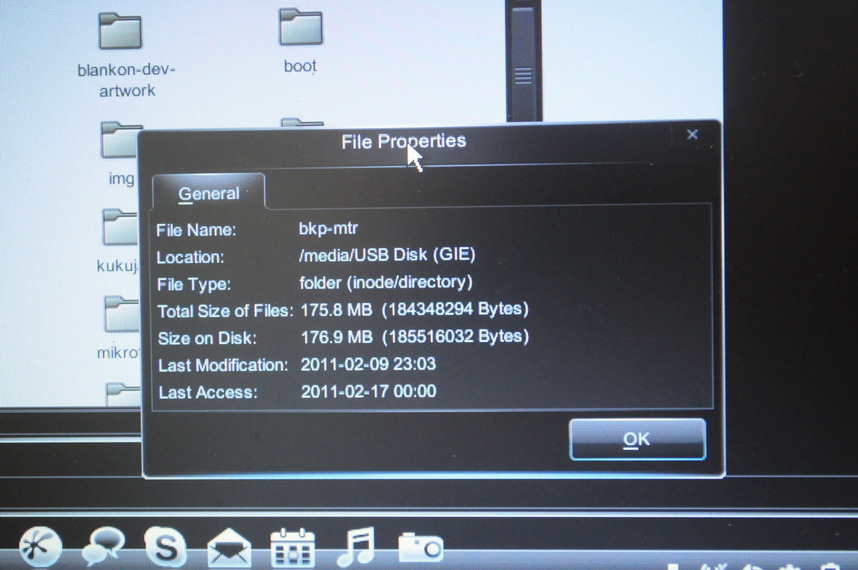 blankon-dev-
artwork
boot
File Properties
img
General
File Name: bkp-mtr
Location: /media/USB Disk (GIE)
File Type: folder (inode/directory)
Total Size of Files: 175.8 MB (184348294 Bytes)
Size on Disk: 176.9 MB (185516032 Bytes)
Last Modification: 2011-02-09 23:03
Last Access: 2011-02-17 00:00
OK